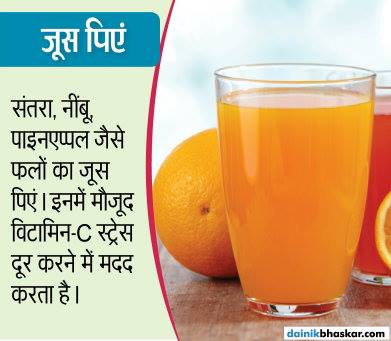 जूस पिएं
संतरा, नींबू,
पाइनएप्पल जैसे
फलों का जूस
पिएं। इनमें मौजूद
विटामिन-C स्ट्रेस
दूर करने में मदद
करता है।
dainikbhaskar.com